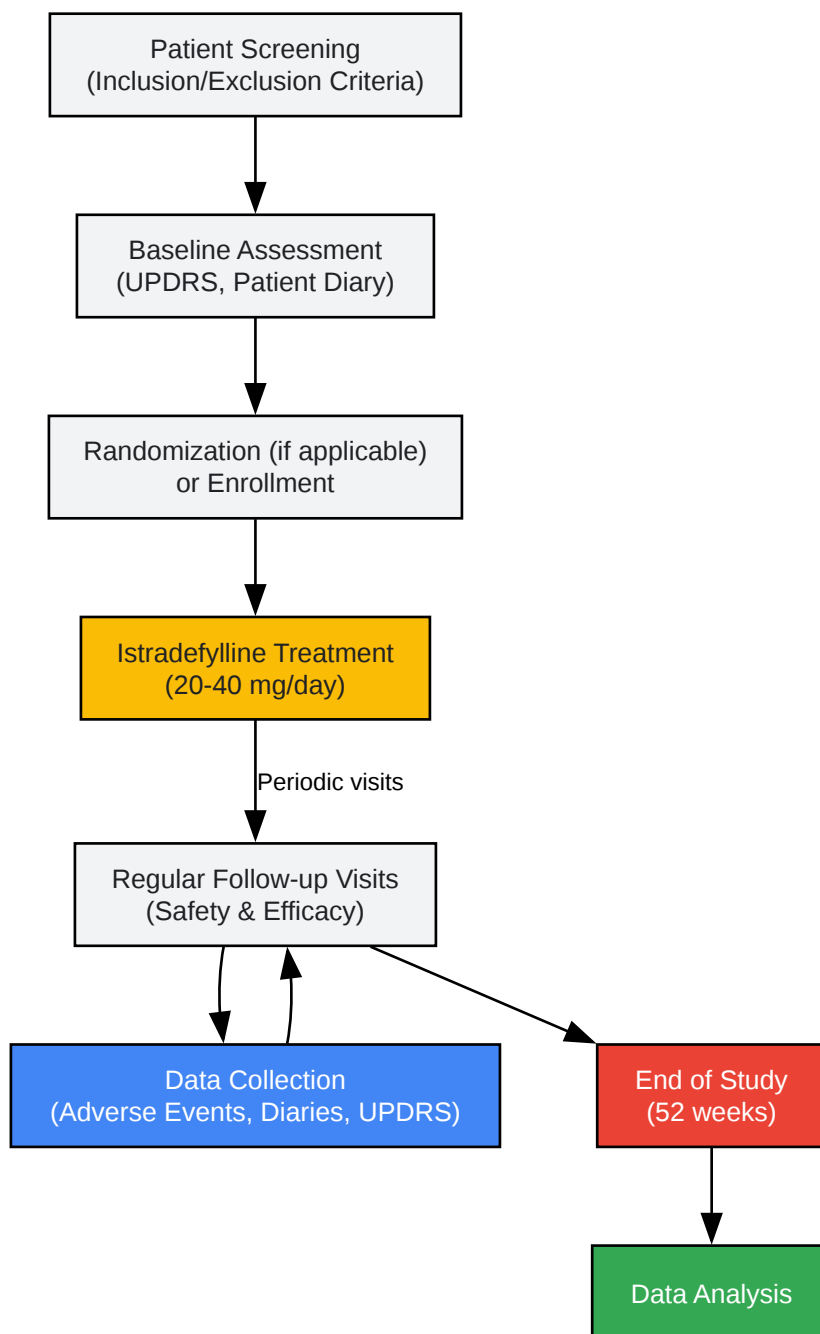 Patient Screening
(Inclusion/Exclusion Criteria)
Baseline Assessment
(UPDRS, Patient Diary)
Randomization (if applicable)
or Enrollment
Istradefylline Treatment
(20-40 mg/day)
Periodic visits
Regular Follow-up Visits
(Safety & Efficacy)
Data Collection
(Adverse Events, Diaries, UPDRS)
End of Study
(52 weeks)
Data Analysis